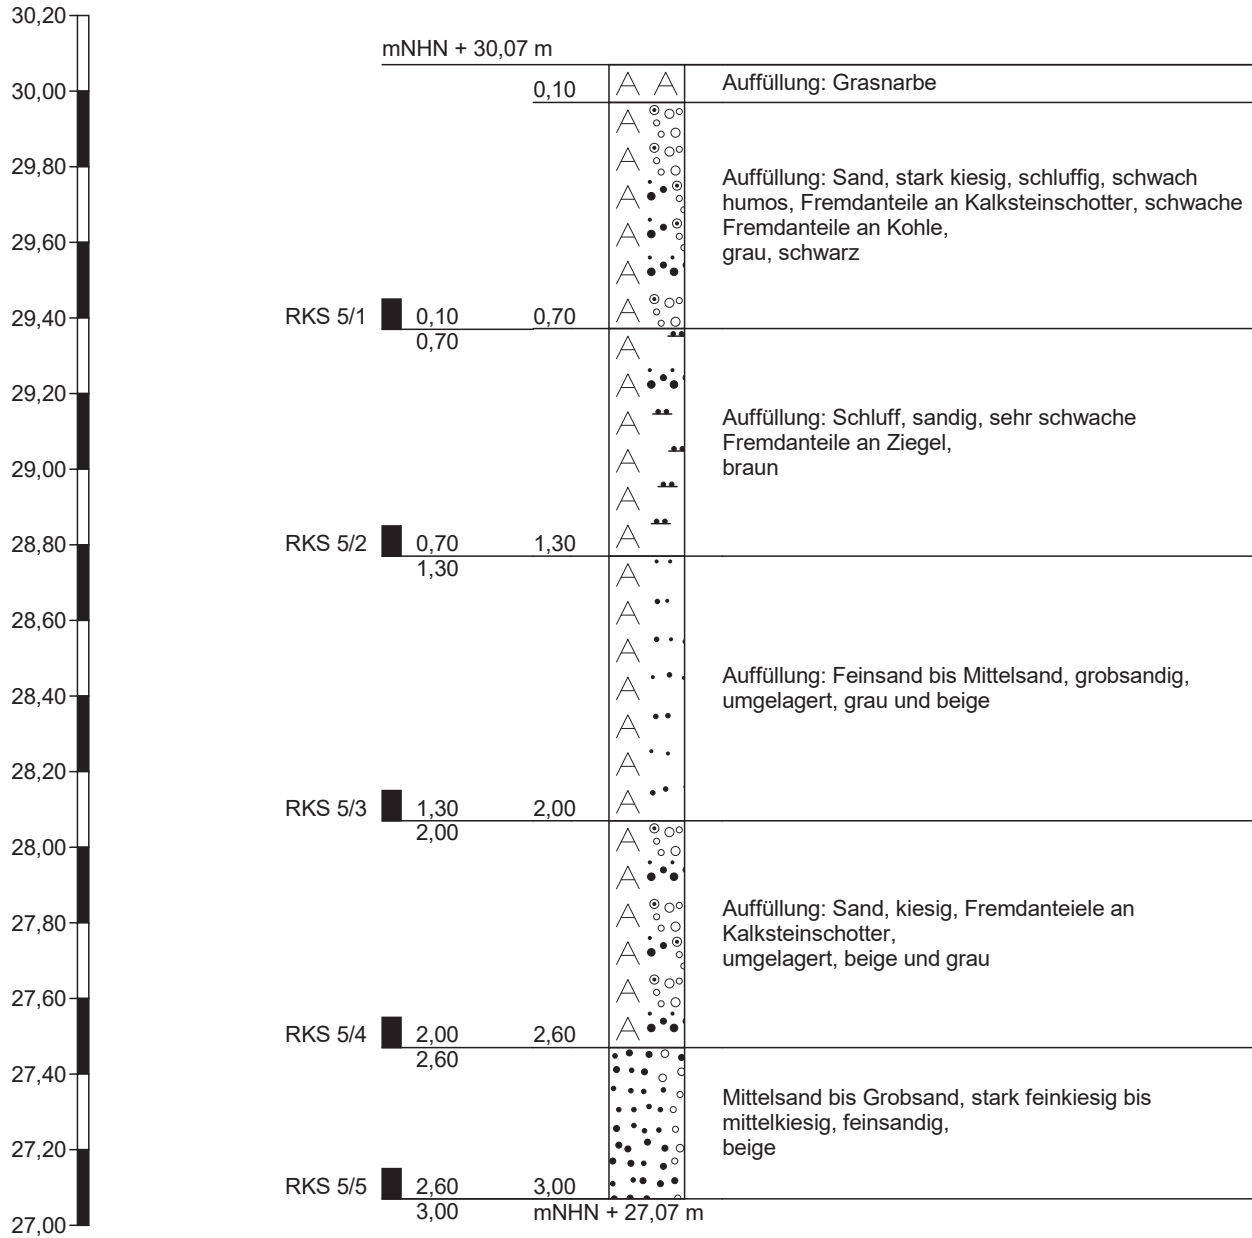 30,20
mNHN + 30,07 m
30,00
0,10
Auffüllung: Grasnarbe
29,80
Auffüllung: Sand, stark kiesig, schluffig, schwach
humos, Fremdanteile an Kalksteinschotter, schwache
Fremdanteile an Kohle,
grau, schwarz
29,60
29,40
RKS 5/1 0,10 0,70
0,70
29,20
Auffüllung: Schluff, sandig, sehr schwache
Fremdanteile an Ziegel,
braun
29,00
28,80
RKS 5/2 0,70 1,30
1,30
28,60
28,40
Auffüllung: Feinsand bis Mittelsand, grobsandig,
umgelagert, grau und beige
28,20
RKS 5/3 1,30 2,00
2,00
28,00
27,80
Auffüllung: Sand, kiesig, Fremdanteiele an
Kalksteinschotter,
umgelagert, beige und grau
27,60
RKS 5/4 2,00 2,60
2,60
27,40
Mittelsand bis Grobsand, stark feinkiesig bis
mittelkiesig, feinsandig,
beige
27,20
RKS 5/5 2,60 3,00
3,00
mNHN + 27,07 m
27,00